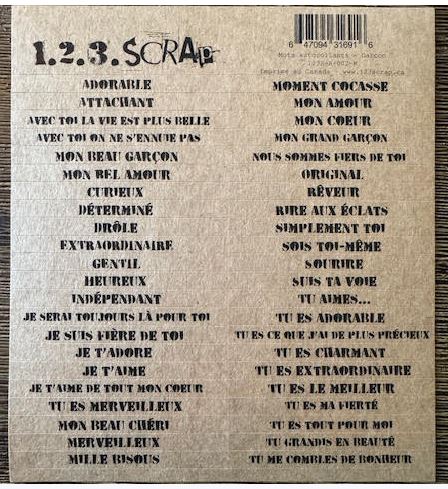 1.2.3.SCRAP
6 47094 31691 6
Mots autocollants - Garçon
Imprimé au Canada - www.123scrap.ca
ADORABLE
ATTACHANT
AVEC TOI LA VIE EST PLUS BELLE
AVEC TOI ON NE S'ENNUIE PAS
MON BEAU GARÇON
MON BEL AMOUR
CURIEUX
DÉTERMINÉ
DRÔLE
EXTRAORDINAIRE
GENTIL
HEUREUX
INDÉPENDANT
JE SERAI TOUJOURS LÀ POUR TOI
JE SUIS FIÈRE DE TOI
JE T'ADORE
JE T'AIME
JE T'AIME DE TOUT MON COEUR
TU ES MERVEILLEUX
MON BEAU CHÉRI
MERVEILLEUX
MILLE BISOUS
MOMENT COCASSE
MON AMOUR
MON COEUR
MON GRAND GARÇON
NOUS SOMMES FIERS DE TOI
ORIGINAL
RÊVEUR
RIRE AUX ÉCLATS
SIMPLEMENT TOI
SOIS TOI-MÊME
SOURIRE
SUIS TA VOIE
TU AIMES...
TU ES ADORABLE
TU ES CE QUE J'AI DE PLUS PRÉCIEUX
TU ES CHARMANT
TU ES EXTRAORDINAIRE
TU ES LE MEILLEUR
TU ES MA FIERTÉ
TU ES TOUT POUR MOI
TU GRANDIS EN BEAUTÉ
TU ME COMBLES DE BONHEUR